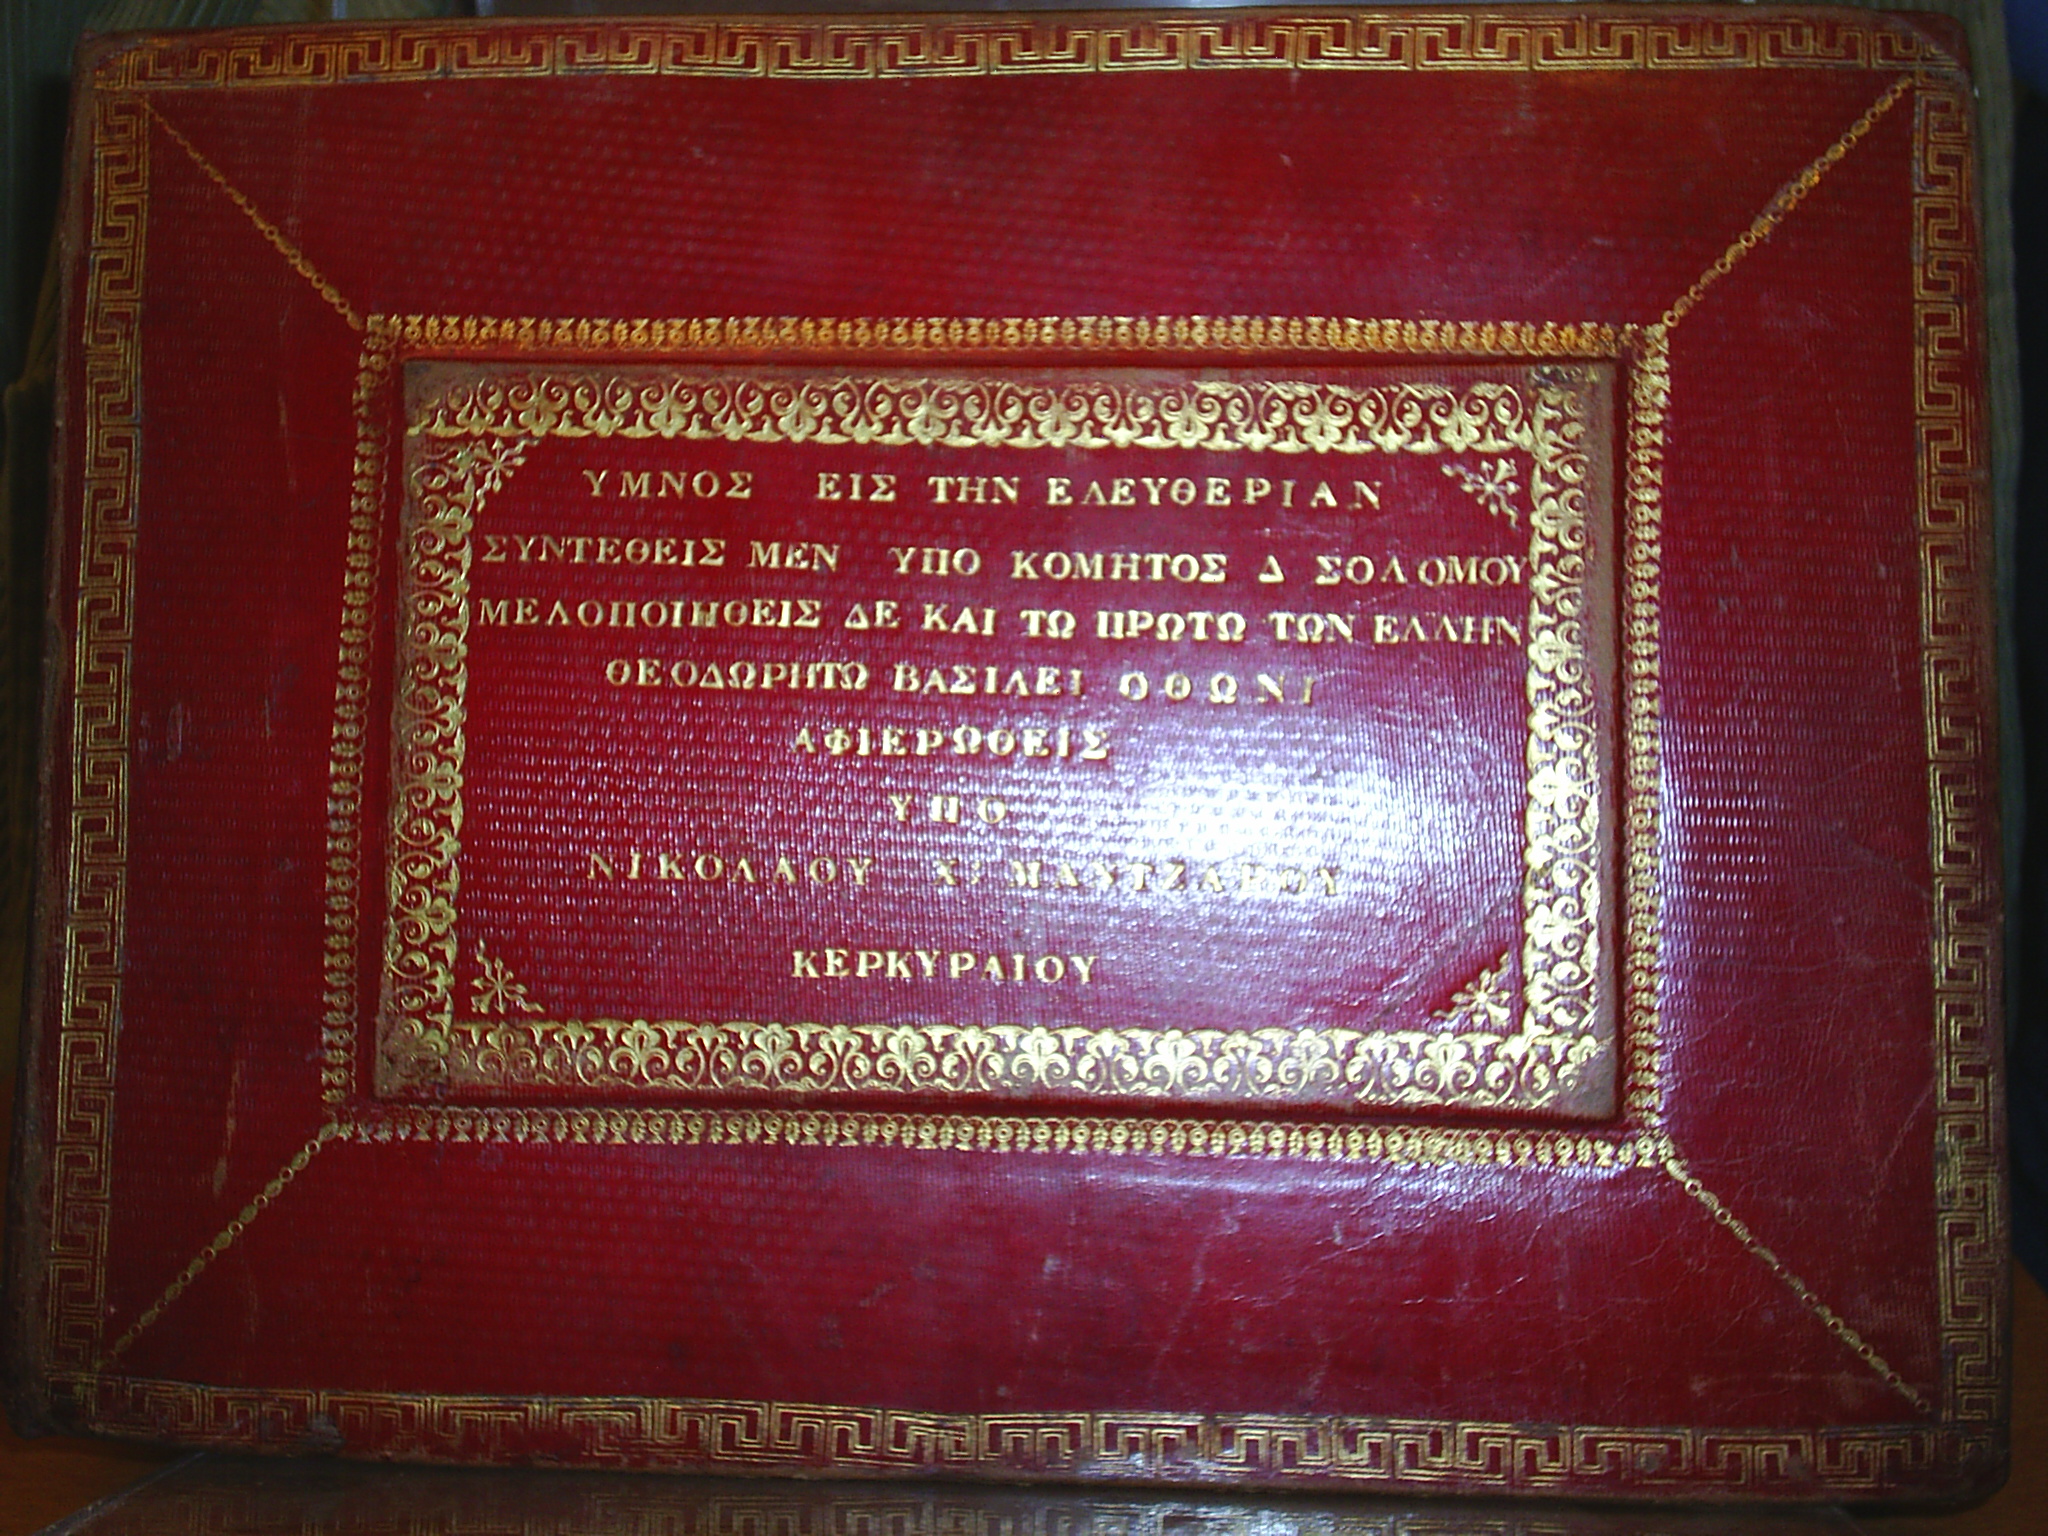 ΥΜΝΟΣ ΕΙΣ ΤΗΝ ΕΛΕΥΘΕΡΙΑΝ
ΣΥΝΤΕΘΕΙΣ ΜΕΝ ΥΠΟ ΚΟΜΗΤΟΣ Δ ΣΟΛΟΜΟΥ
ΜΕΛΟΠΟΙΗΘΕΙΣ ΔΕ ΚΑΙ ΤΩ ΠΡΩΤΩ ΤΩΝ ΕΛΛΗΝ
ΘΕΟΔΩΡΗΤΩ ΒΑΣΙΛΕΙ ΟΘΩΝΙ
ΑΦΙΕΡΩΘΕΙΣ
ΥΠΟ
ΝΙΚΟΛΑΟΥ Χ: ΜΑΝΤΖΑΡΟΥ
ΚΕΡΚΥΡΑΙΟΥ